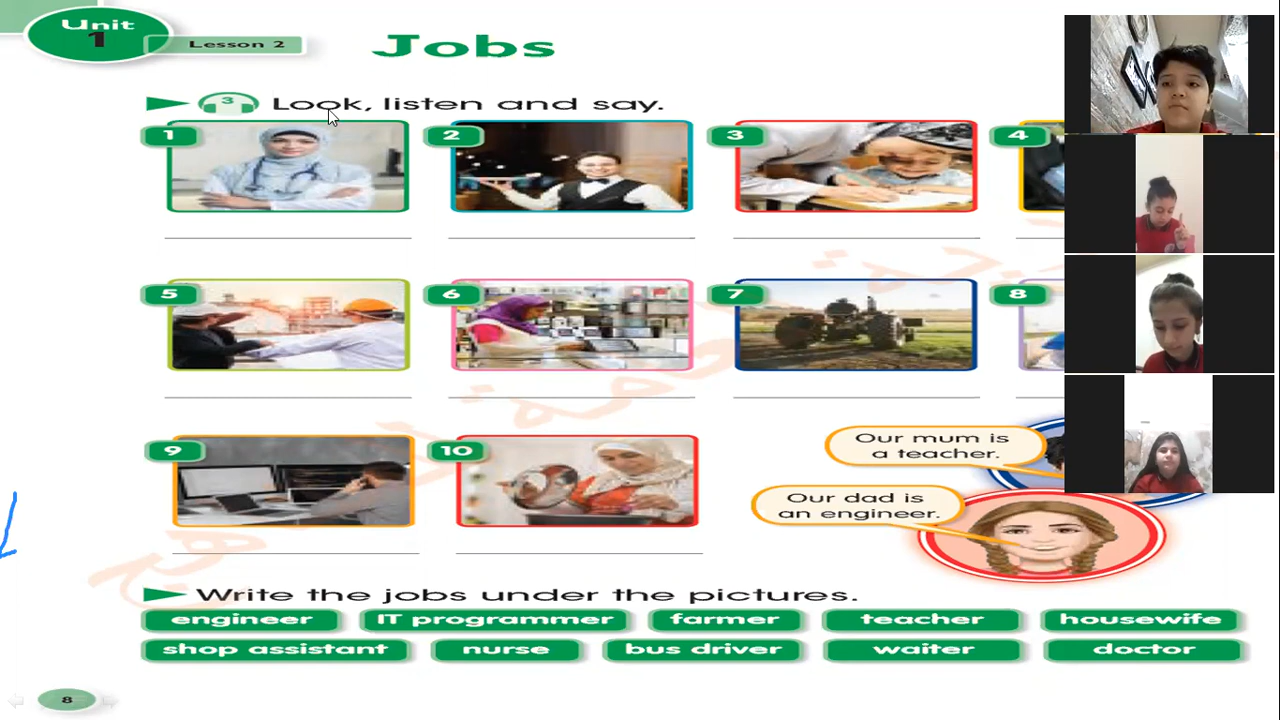 Unit
1
Lesson 2
Jobs
3
Look, listen and say.
1
2
3
4
5
6
7
8
9
10
Our mum is
a teacher.
Our dad is
an engineer.
Write the jobs under the pictures.
engineer
IT programmer
farmer
teacher
housewife
shop assistant
nurse
bus driver
waiter
doctor
8